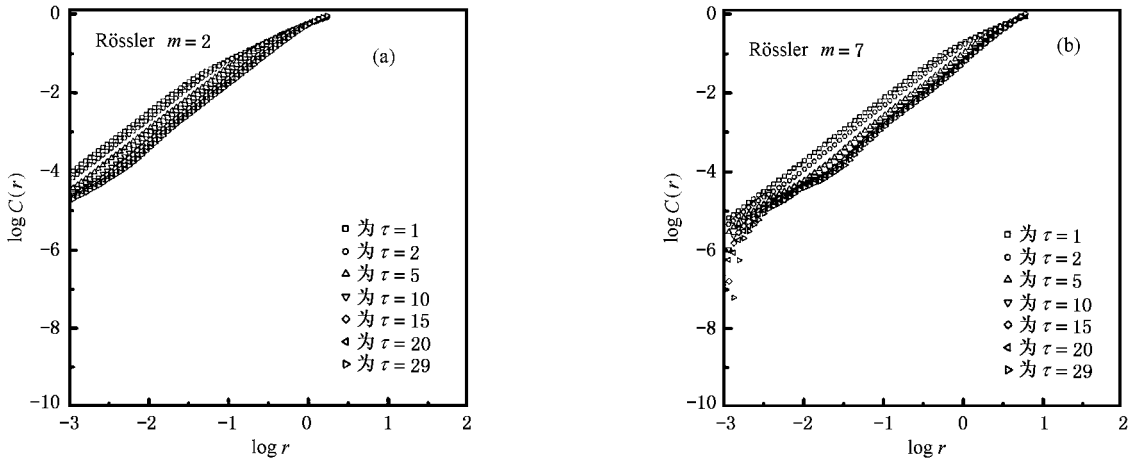 0
-2
-4
-6
-8
-10
-3
-2
-1
0
1
2
log C(r)
log r
Rössler m = 2
(a)
为 τ = 1
为 τ = 2
为 τ = 5
为 τ = 10
为 τ = 15
为 τ = 20
为 τ = 29
0
-2
-4
-6
-8
-10
-3
-2
-1
0
1
2
log C(r)
log r
Rössler m = 7
(b)
为 τ = 1
为 τ = 2
为 τ = 5
为 τ = 10
为 τ = 15
为 τ = 20
为 τ = 29